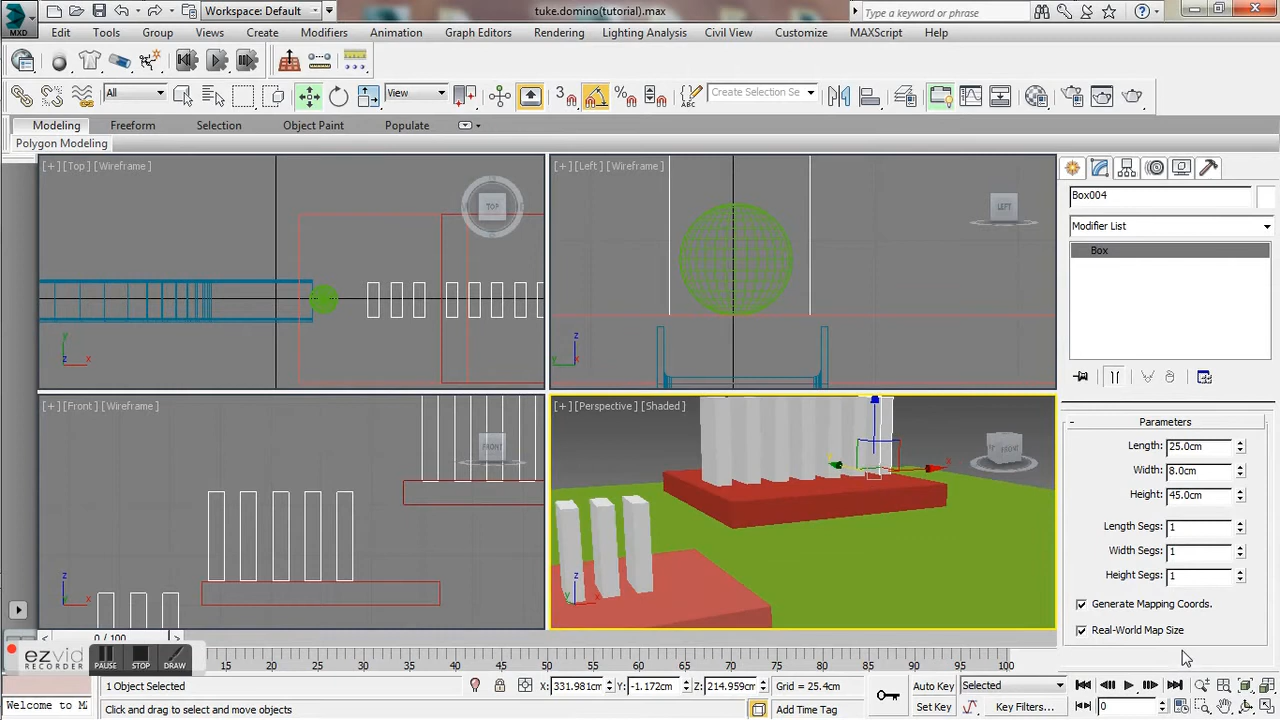 Workspace: Default
tuke.domino(tutorial).max
Type a keyword or phrase
MXD
Edit Tools Group Views Create Modifiers Animation Graph Editors Rendering Lighting Analysis Civil View Customize MAXScript Help
All
View
3
Create Selection Se
ABC
Modeling Freeform Selection Object Paint Populate
Polygon Modeling
[+] [Top] [Wireframe]
TOP
y
z x
[+] [Left] [Wireframe]
LEFT
z
y x
[+] [Front] [Wireframe]
FRONT
z
y x
[+] [Perspective] [Shaded]
FRONT
x
z
y x
Box004
Modifier List
Box
- Parameters
Length: 25.0cm
Width: 8.0cm
Height: 45.0cm
Length Segs: 1
Width Segs: 1
Height Segs: 1
Generate Mapping Coords.
Real-World Map Size
0 / 100
ezvid
RECORDER
PAUSE STOP DRAW
15 20 25 30 35 40 45 50 55 60 65 70 75 80 85 90 95 100
1 Object Selected
X: 331.981cm Y: -1.172cm Z: 214.959cm Grid = 25.4cm
Auto Key Selected
Welcome to M
Click and drag to select and move objects
Add Time Tag
Set Key Key Filters...
0